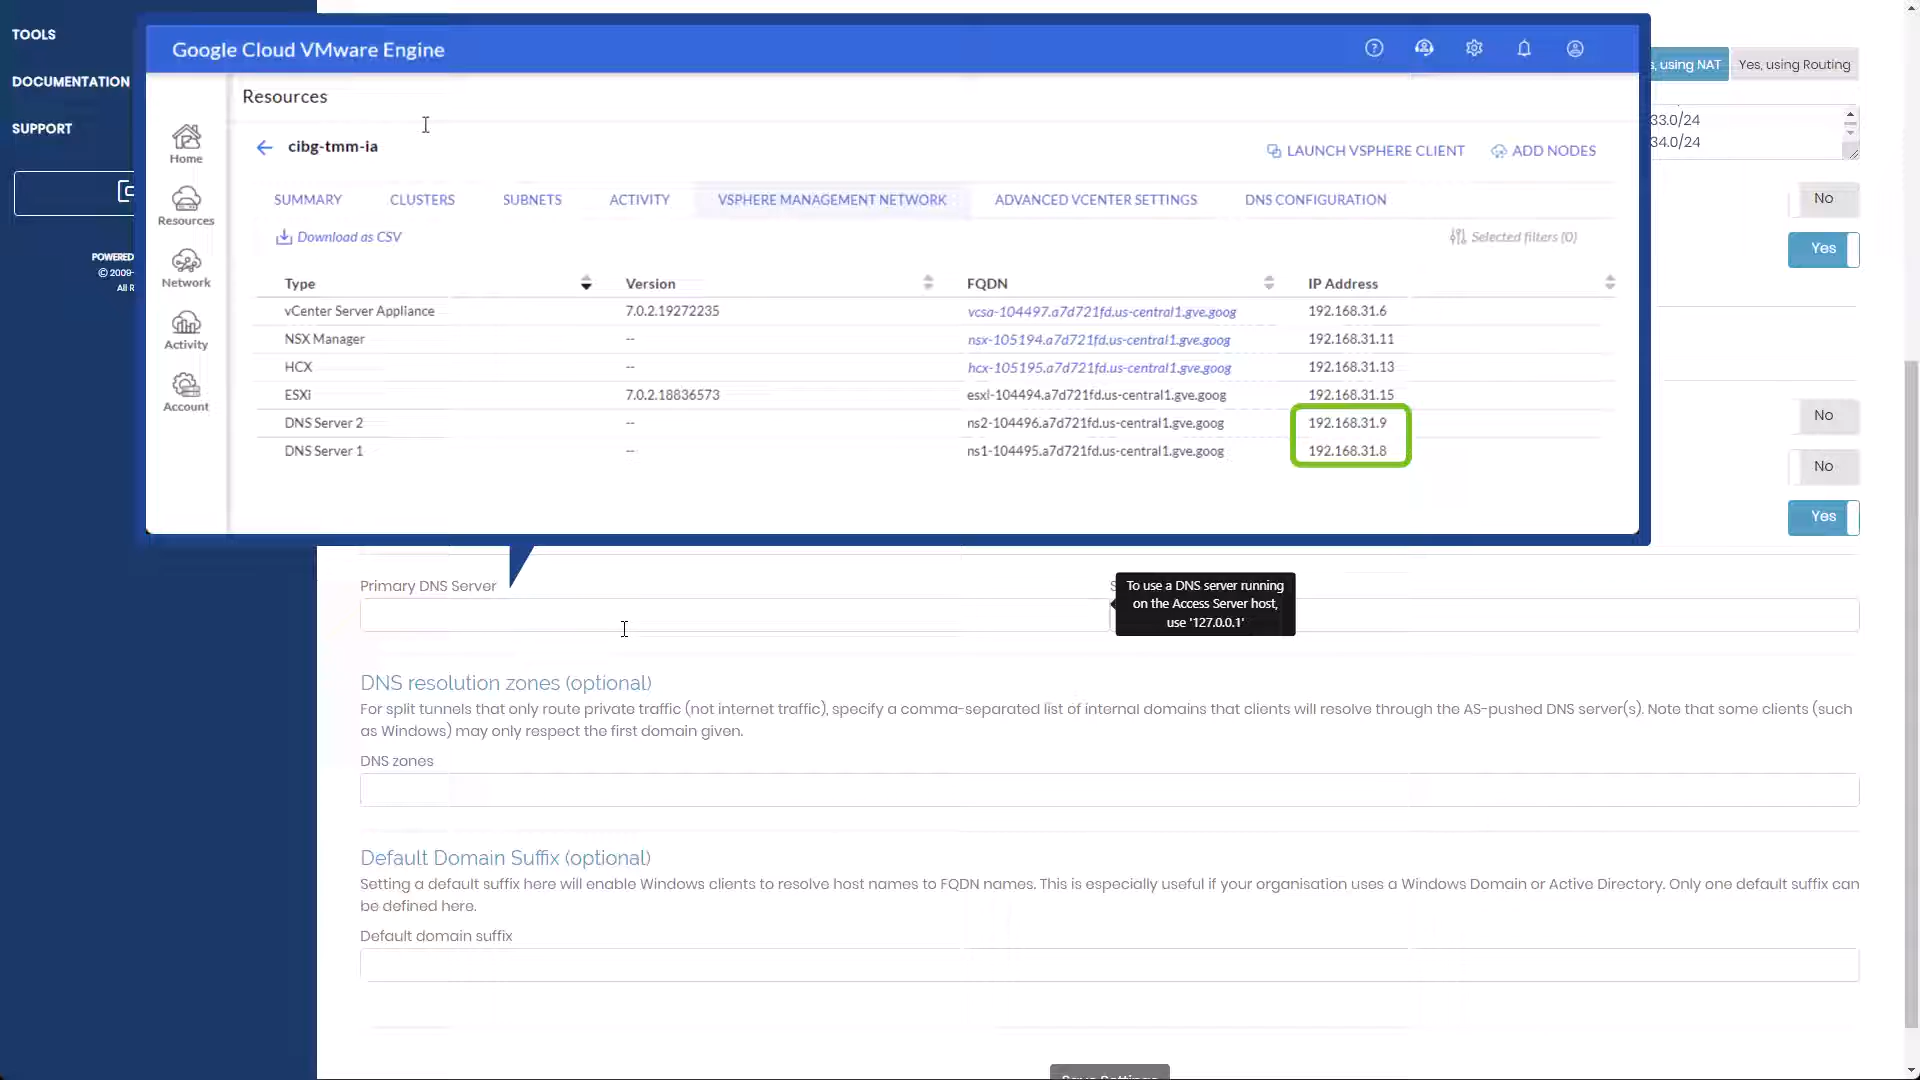 TOOLS
DOCUMENTATION
SUPPORT
POWERED
© 2009-
All R
Google Cloud VMware Engine
Resources
cibg-tmm-ia
LAUNCH VSPHERE CLIENT
ADD NODES
Home
Resources
Network
Activity
Account
SUMMARY
CLUSTERS
SUBNETS
ACTIVITY
VSPHERE MANAGEMENT NETWORK
ADVANCED VCENTER SETTINGS
DNS CONFIGURATION
Download as CSV
Selected filters (0)
Type Version FQDN IP Address
vCenter Server Appliance 7.0.2.19272235 vcsa-104497.a7d721fd.us-central1.gve.goog 192.168.31.6
NSX Manager -- nsx-105194.a7d721fd.us-central1.gve.goog 192.168.31.11
HCX -- hcx-105195.a7d721fd.us-central1.gve.goog 192.168.31.13
ESXi 7.0.2.18836573 esxi-104494.a7d721fd.us-central1.gve.goog 192.168.31.15
DNS Server 2 -- ns2-104496.a7d721fd.us-central1.gve.goog 192.168.31.9
DNS Server 1 -- ns1-104495.a7d721fd.us-central1.gve.goog 192.168.31.8
s, using NAT
Yes, using Routing
33.0/24
34.0/24
No
Yes
No
No
Yes
Primary DNS Server
S
To use a DNS server running
on the Access Server host,
use '127.0.0.1'
DNS resolution zones (optional)
For split tunnels that only route private traffic (not internet traffic), specify a comma-separated list of internal domains that clients will resolve through the AS-pushed DNS server(s). Note that some clients (such
as Windows) may only respect the first domain given.
DNS zones
Default Domain Suffix (optional)
Setting a default suffix here will enable Windows clients to resolve host names to FQDN names. This is especially useful if your organisation uses a Windows Domain or Active Directory. Only one default suffix can
be defined here.
Default domain suffix
Save Settings